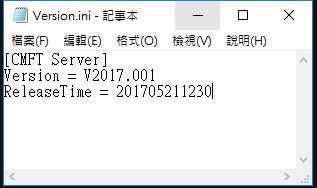 Version.ini - 記事本
檔案(F) 編輯(E) 格式(O) 檢視(V) 說明(H)
[CMFT Server]
Version = V2017.001
ReleaseTime = 201705211230